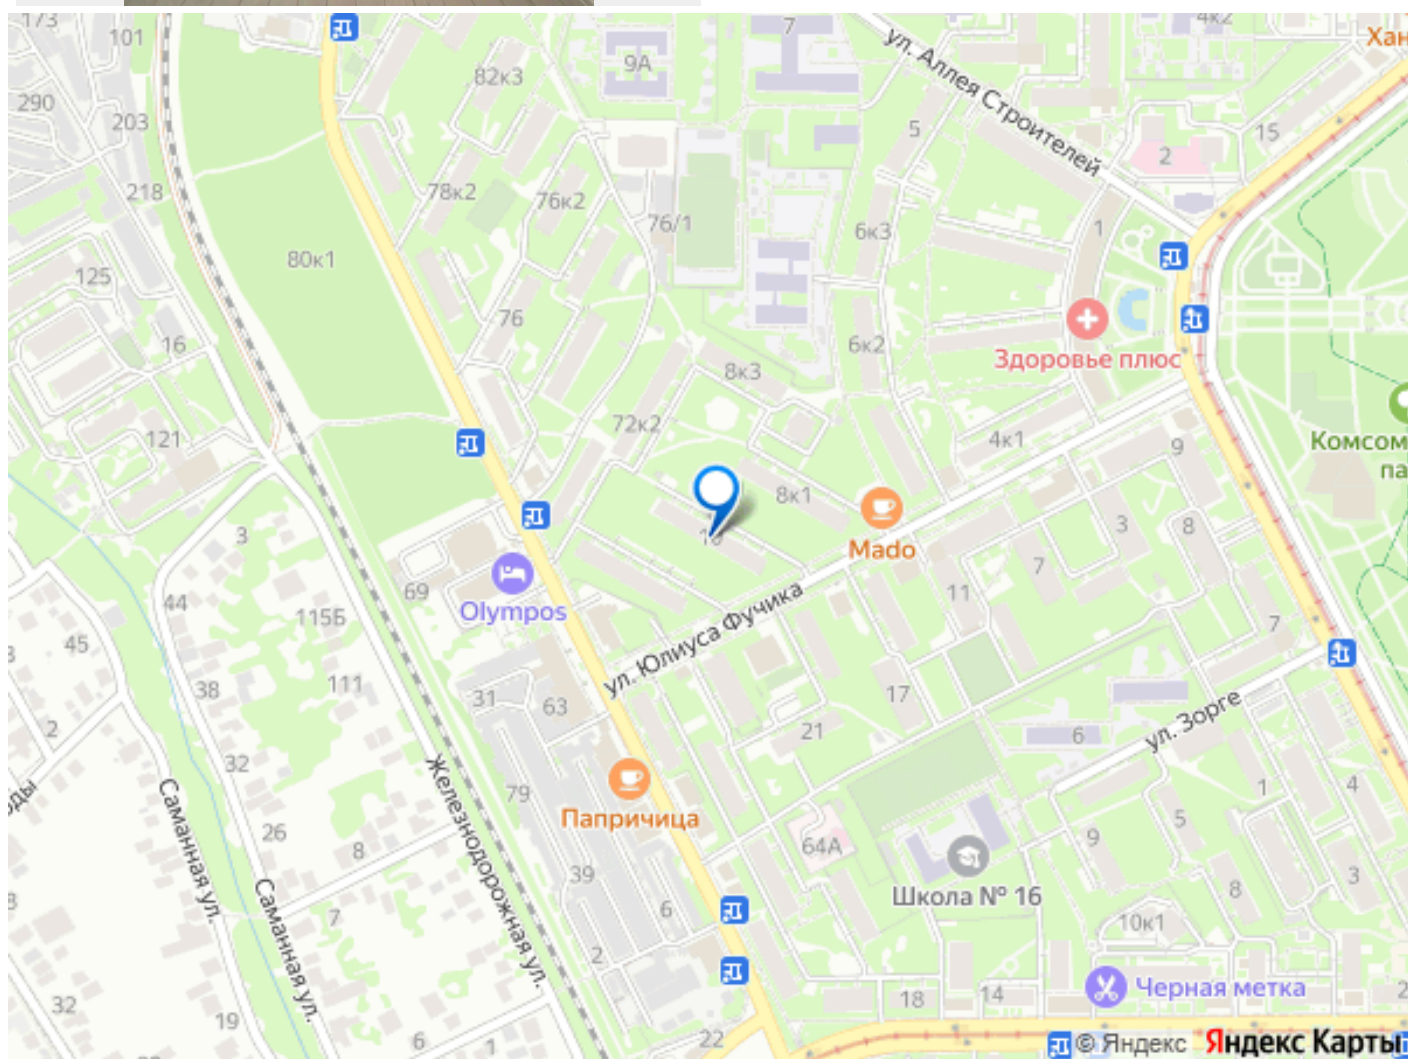 173
101
7
4к2
ул. Аллея Строителей
Хан
82к3
9А
290
203
5
15
2
218
78к2
76к2
76/1
6к3
1
80к1
125
76
16
6к2
Здоровье плюс
8к3
72к2
121
4к1
9
Комсом
па
8к1
Mado
3
8
3
69
Olympos
7
11
44
115Б
ул. Юлиуса Фучика
7
45
38
111
31
63
17
ул. Зорге
2
21
6
32
Железнодорожная ул.
79
Папричица
1
4
Саманная ул.
26
8
64А
9
5
39
Школа № 16
8
3
Саманная ул.
7
6
10к1
2
32
19
18
14
Черная метка
6
1
22
© Яндекс Яндекс Карты